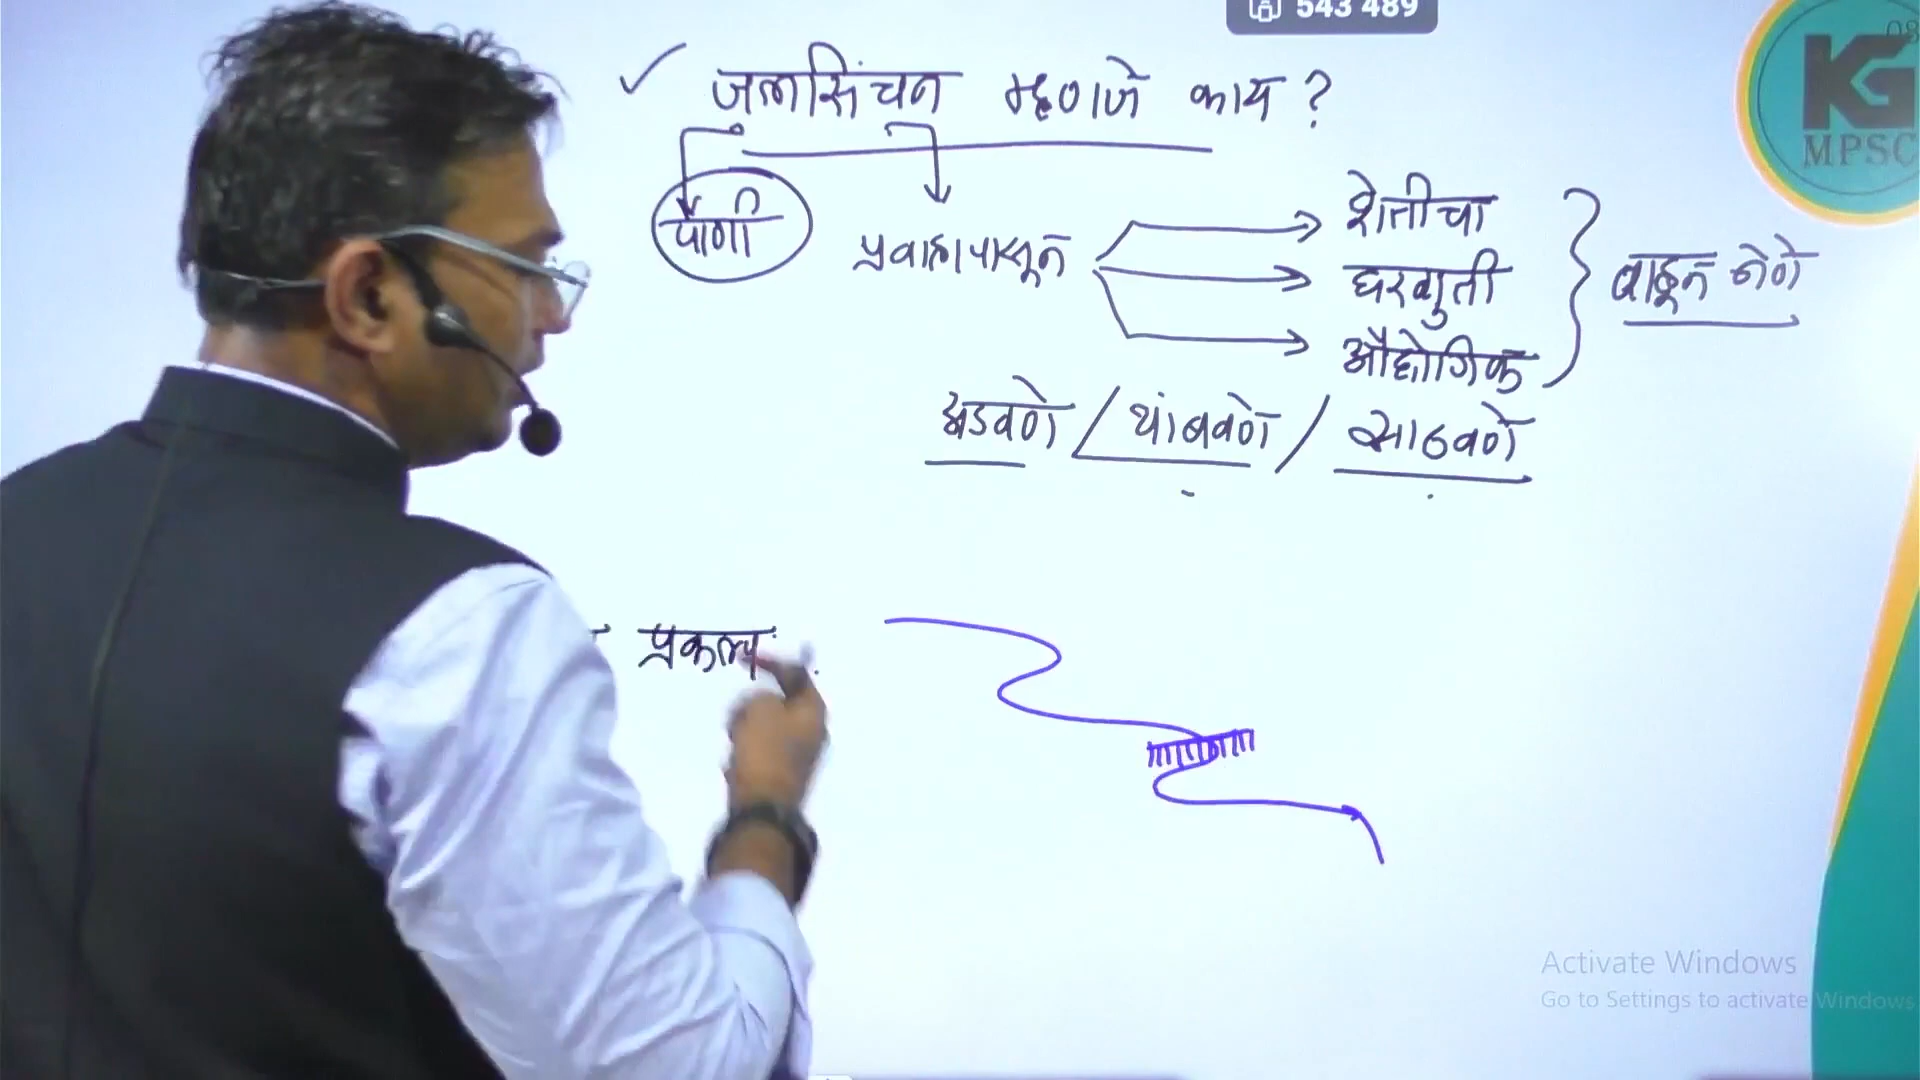 543 489
KG
MPSC
जलसिंचन म्हणजे काय ?
पाणी
प्रवाहापासून
शेतीचा
घरगुती
औद्योगिक
वाहून नेणे
अडवणे / थांबवणे / साठवणे
प्रकल्प
Activate Windows
Go to Settings to activate Windows